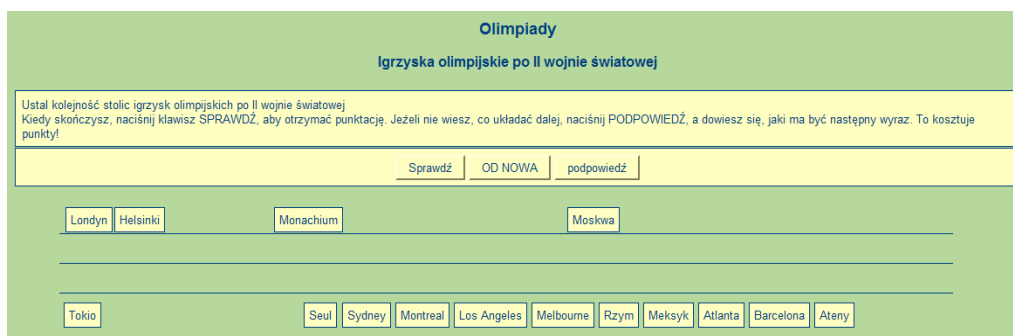 Olimpiady
Igrzyska olimpijskie po II wojnie światowej
Ustal kolejność stolic igrzysk olimpijskich po II wojnie światowej
Kiedy skończysz, naciśnij klawisz SPRAWDŹ, aby otrzymać punktację. Jeżeli nie wiesz, co układać dalej, naciśnij PODPOWIEDŹ, a dowiesz się, jaki ma być następny wyraz. To kosztuje
punkty!
Sprawdź OD NOWA podpowiedź
Londyn Helsinki Monachium Moskwa
Tokio Seul Sydney Montreal Los Angeles Melbourne Rzym Meksyk Atlanta Barcelona Ateny